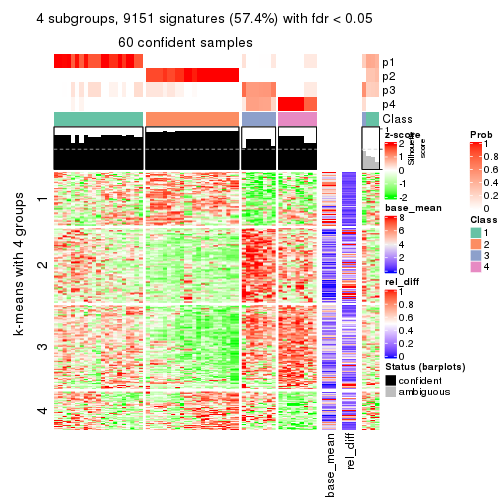 4 subgroups, 9151 signatures (57.4%) with fdr < 0.05
60 confident samples
p1
p2
p3
p4
Class
1
Silhouette
score
k-means with 4 groups
1
2
3
4
base_mean
rel_diff
z-score
2
1
0
-1
-2
base_mean
8
6
4
2
0
rel_diff
1
0.8
0.6
0.4
0.2
0
Status (barplots)
confident
ambiguous
Prob
1
0.8
0.6
0.4
0.2
0
Class
1
2
3
4